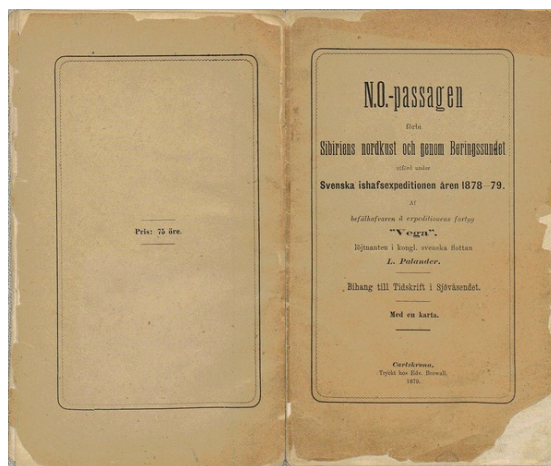 Pris: 75 öre.
N.O.-passagen
förbi
Sibiriens nordkust och genom Beringssundet
utförd under
Svenska ishafsexpeditionen åren 1878–79.
Af
befälhafvaren å expeditionens fartyg
"Vega",
löjtnanten i kongl. svenska flottan
L. Palander.
Bihang till Tidskrift i Sjöväsendet.
Med en karta.
Carlskrona,
Tryckt hos Edv. Browall,
1879.